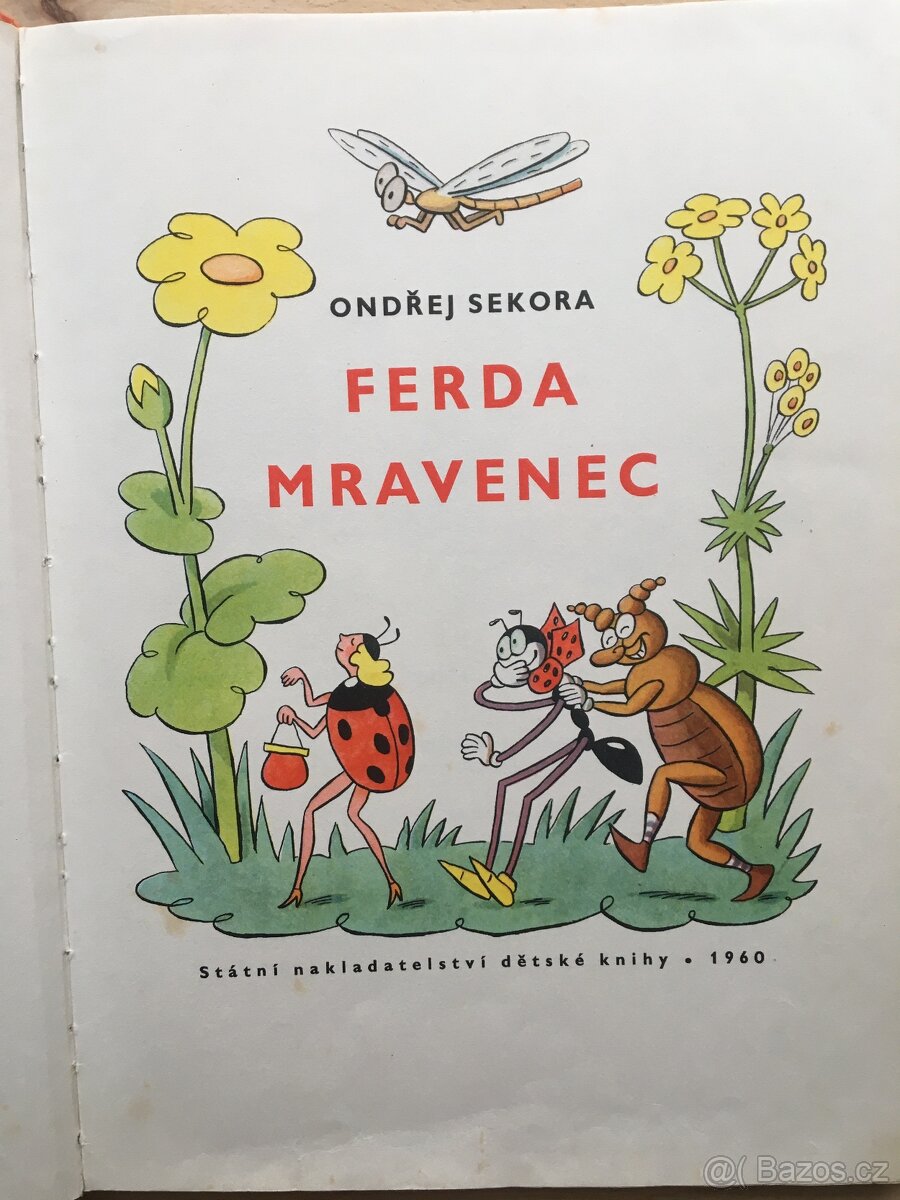 ONDŘEJ SEKORA
FERDA
MRAVENEC
Státní nakladatelství dětské knihy • 1960
@( Bazos.cz